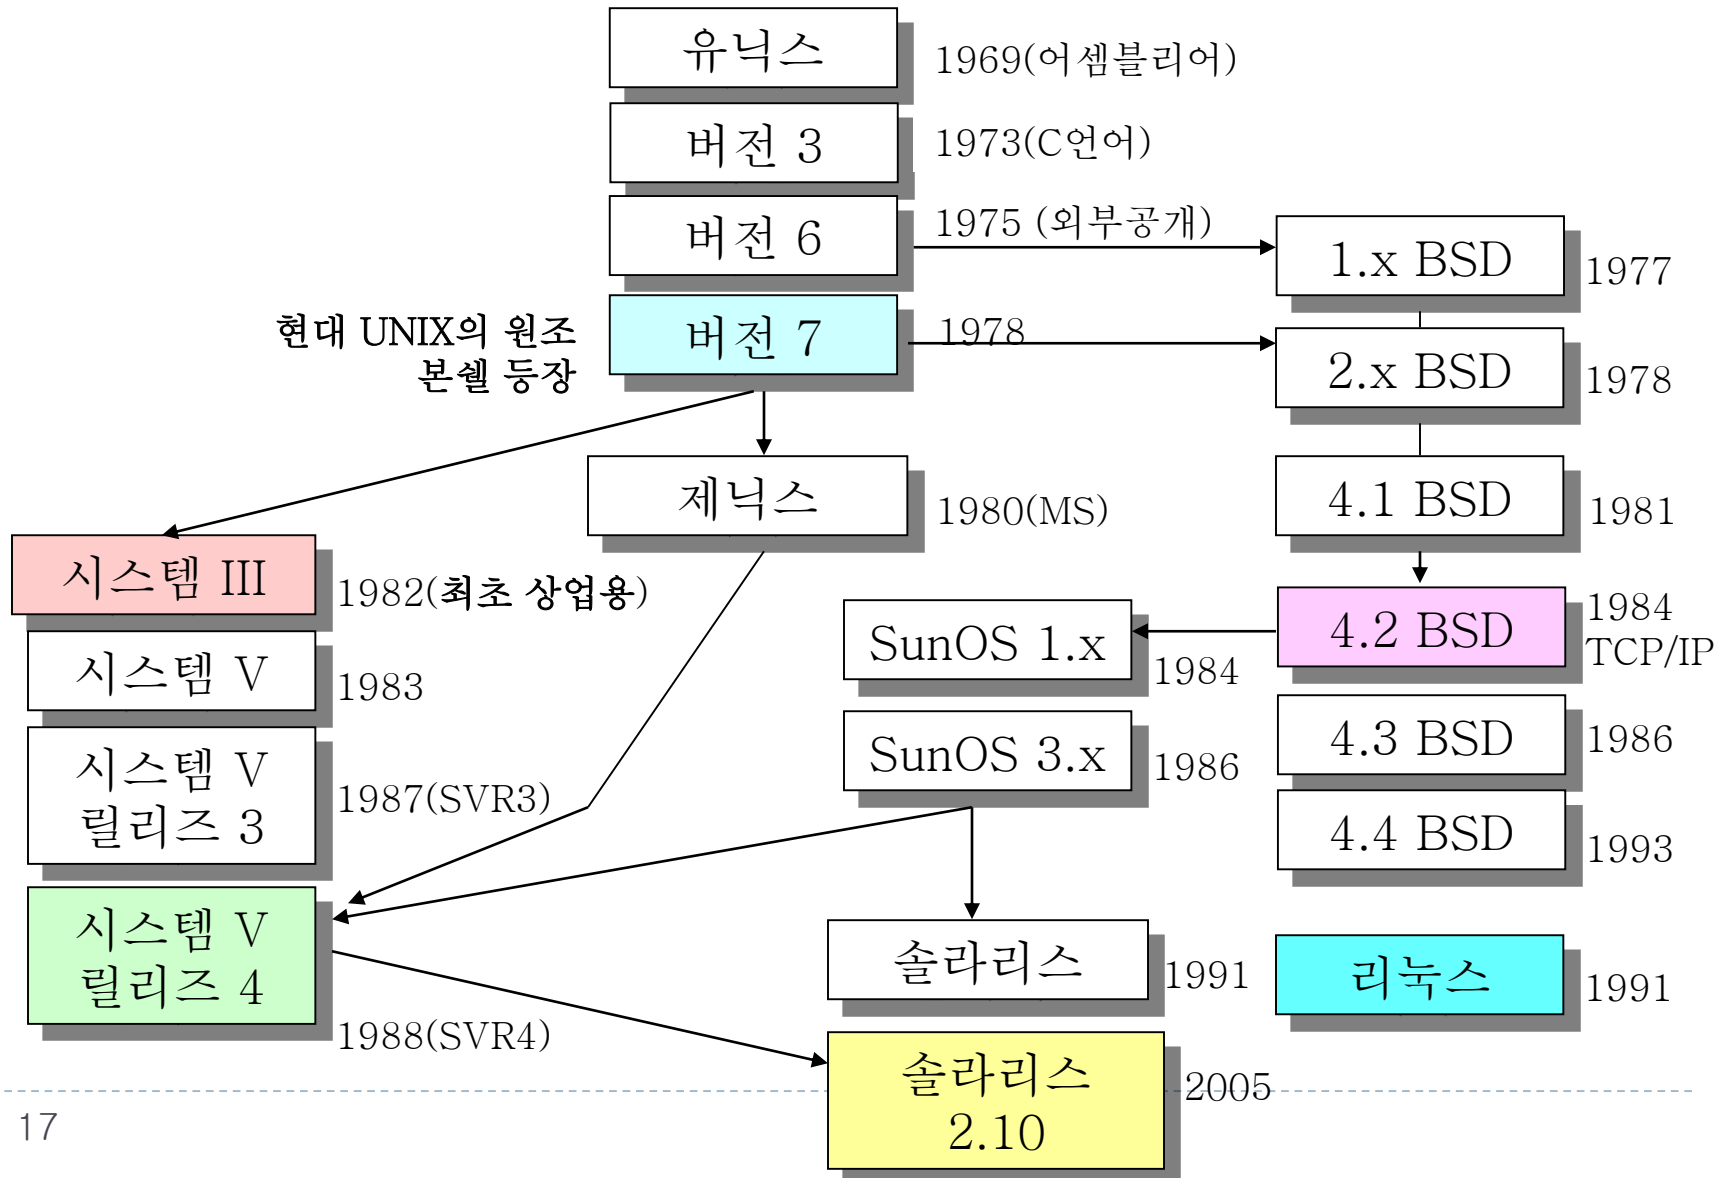 유닉스
1969(어셈블리어)
버전 3
1973(C언어)
버전 6
1975 (외부공개)
1.x BSD
1977
현대 UNIX의 원조
본쉘 등장
버전 7
1978
2.x BSD
1978
제닉스
1980(MS)
4.1 BSD
1981
시스템 III
1982(최초 상업용)
SunOS 1.x
1984
4.2 BSD
1984
TCP/IP
시스템 V
1983
SunOS 3.x
1986
4.3 BSD
1986
시스템 V
릴리즈 3
1987(SVR3)
4.4 BSD
1993
시스템 V
릴리즈 4
1988(SVR4)
솔라리스
1991
리눅스
1991
솔라리스
2.10
2005
17